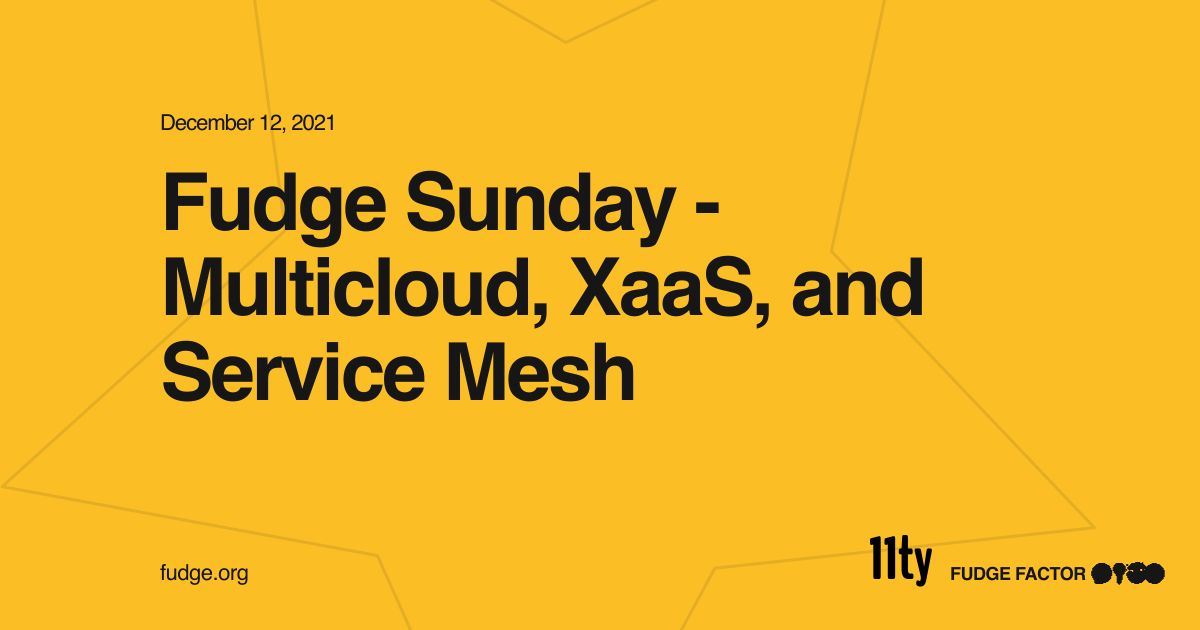 December 12, 2021
Fudge Sunday -
Multicloud, XaaS, and
Service Mesh
fudge.org
11ty
FUDGE FACTOR